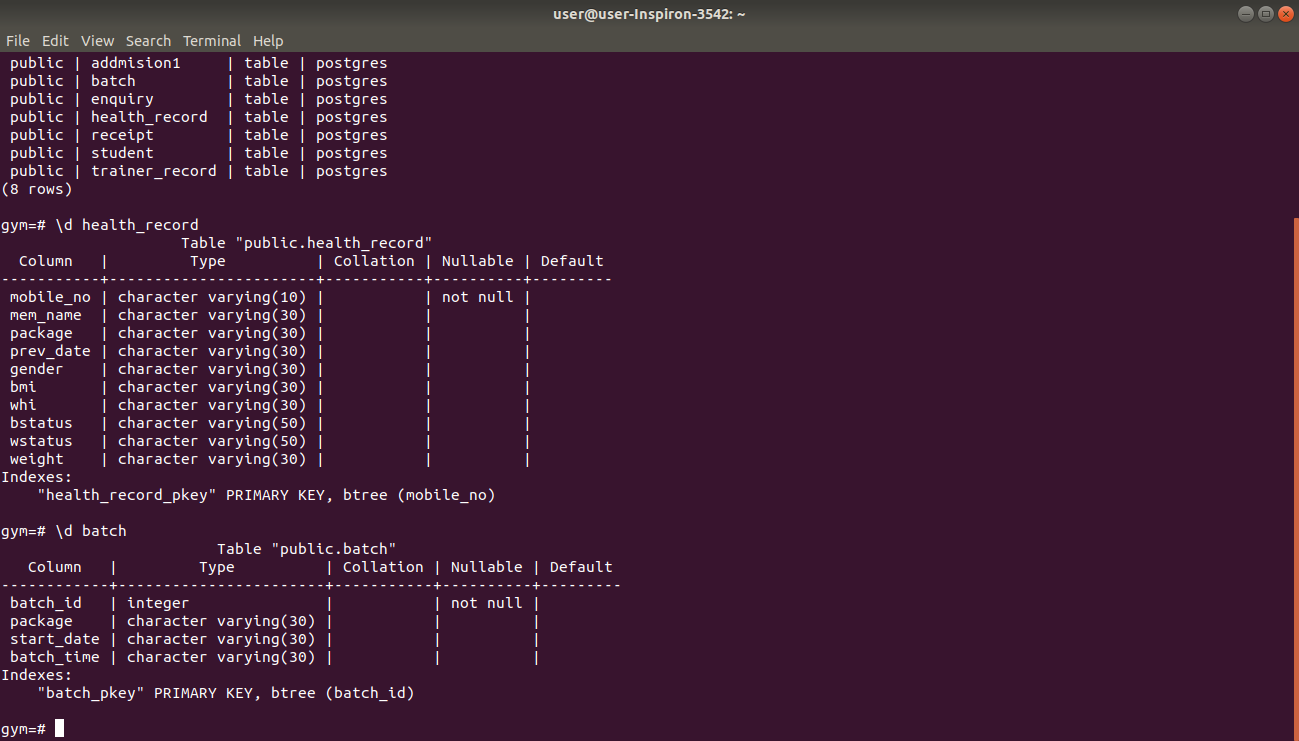 user@user-Inspiron-3542: ~
File Edit View Search Terminal Help
 public | addmision1     | table | postgres
 public | batch          | table | postgres
 public | enquiry        | table | postgres
 public | health_record  | table | postgres
 public | receipt        | table | postgres
 public | student        | table | postgres
 public | trainer_record | table | postgres
(8 rows)
gym=# \d health_record
                    Table "public.health_record"
  Column   |         Type          | Collation | Nullable | Default
-----------+-----------------------+-----------+----------+---------
 mobile_no | character varying(10) |           | not null |
 mem_name  | character varying(30) |           |          |
 package   | character varying(30) |           |          |
 prev_date | character varying(30) |           |          |
 gender    | character varying(30) |           |          |
 bmi       | character varying(30) |           |          |
 whi       | character varying(30) |           |          |
 bstatus   | character varying(50) |           |          |
 wstatus   | character varying(50) |           |          |
 weight    | character varying(30) |           |          |
Indexes:
    "health_record_pkey" PRIMARY KEY, btree (mobile_no)
gym=# \d batch
                        Table "public.batch"
   Column   |         Type          | Collation | Nullable | Default
------------+-----------------------+-----------+----------+---------
 batch_id   | integer               |           | not null |
 package    | character varying(30) |           |          |
 start_date | character varying(30) |           |          |
 batch_time | character varying(30) |           |          |
Indexes:
    "batch_pkey" PRIMARY KEY, btree (batch_id)
gym=#